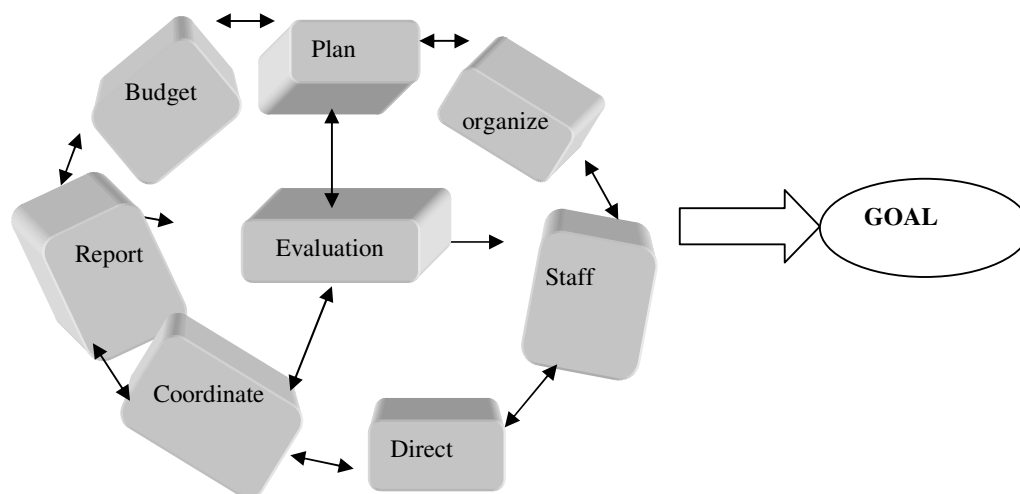 Plan
Budget
organize
GOAL
Report
Evaluation
Staff
Coordinate
Direct